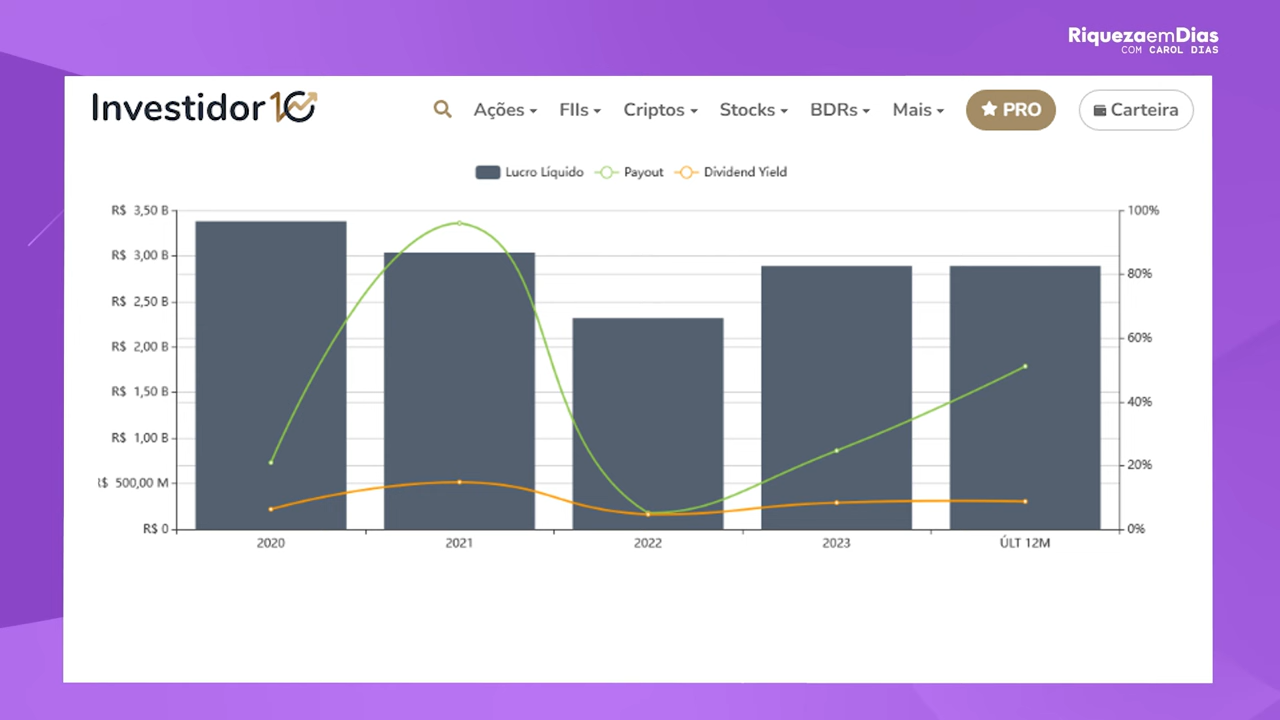 RiquezaemDias
COM CAROL DIAS
Investidor 10
Ações FIIs Criptos Stocks BDRs Mais PRO Carteira
Lucro Líquido Payout Dividend Yield
R$ 3,50 B 100%
R$ 3,00 B
80%
R$ 2,50 B
60%
R$ 2,00 B
R$ 1,50 B
40%
R$ 1,00 B
20%
$ 500,00 M
R$ 0 0%
2020 2021 2022 2023 ÚLT 12M